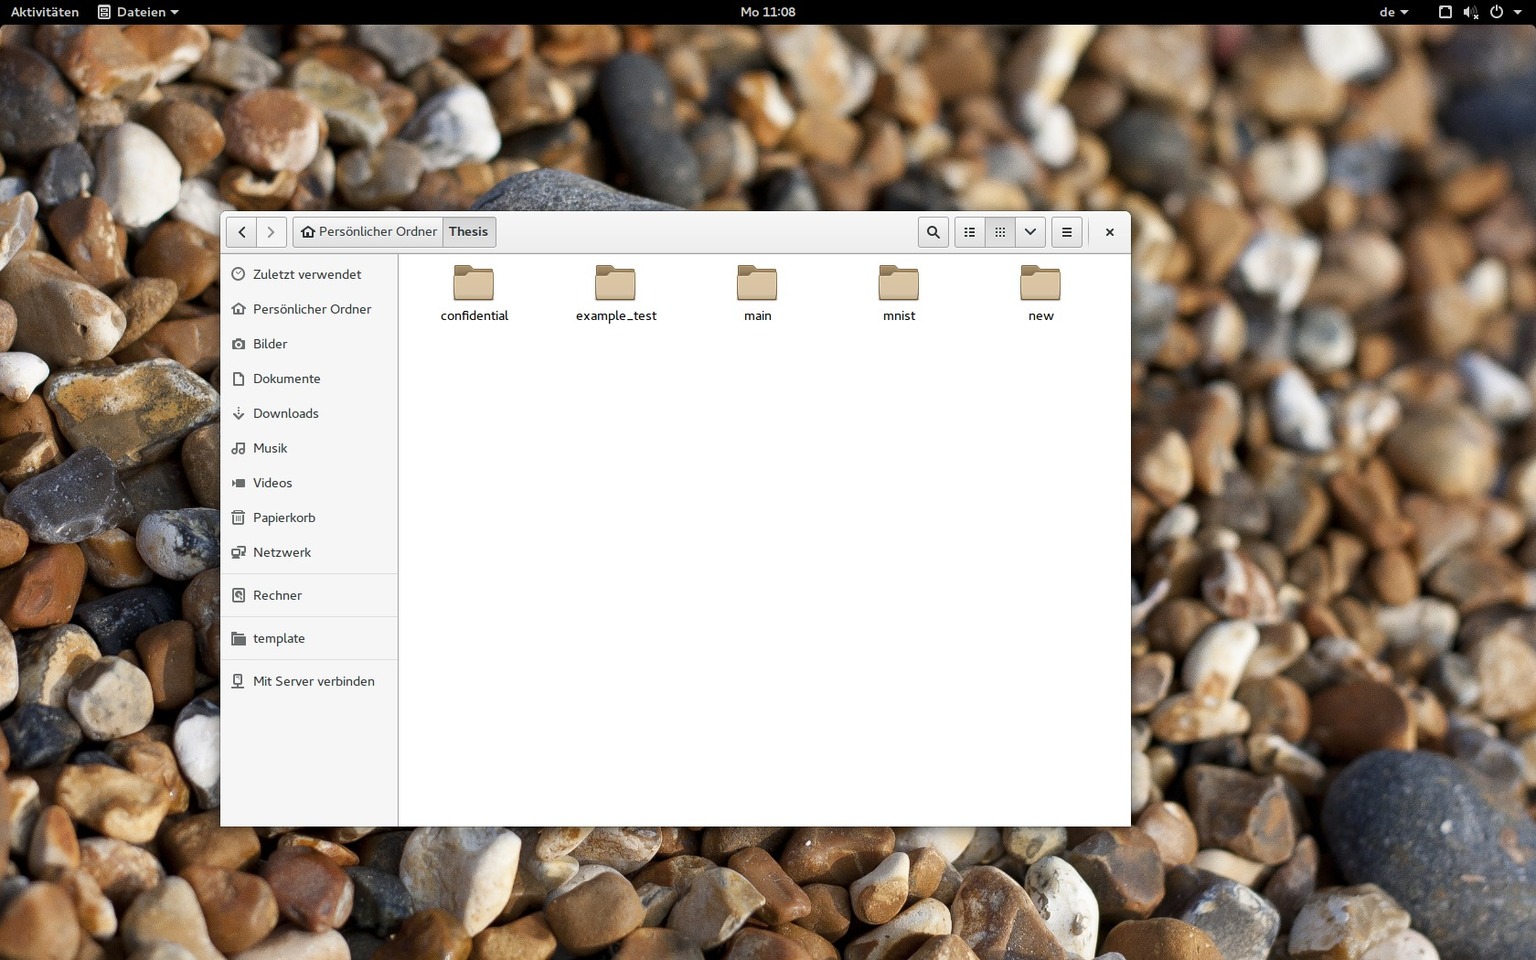 Aktivitäten Dateien Mo 11:08 de
Persönlicher Ordner Thesis
Zuletzt verwendet
Persönlicher Ordner
Bilder
Dokumente
Downloads
Musik
Videos
Papierkorb
Netzwerk
Rechner
template
Mit Server verbinden
confidential example_test main mnist new